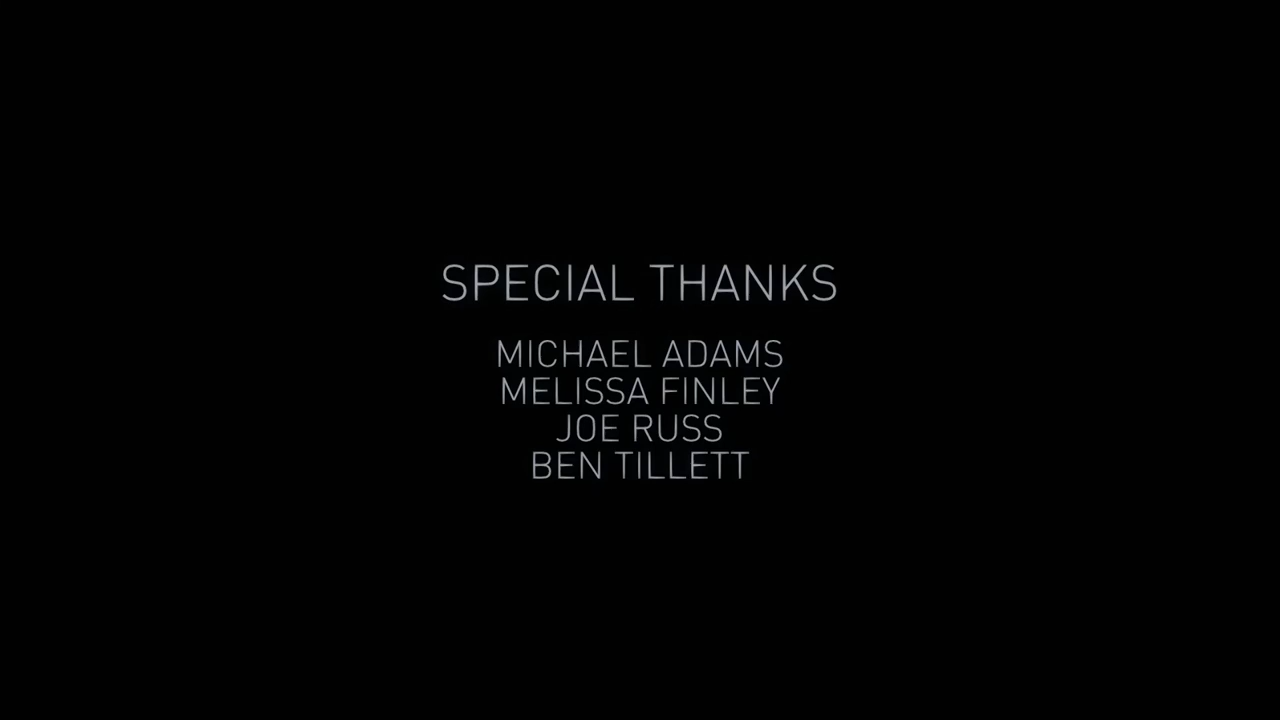 SPECIAL THANKS
MICHAEL ADAMS
MELISSA FINLEY
JOE RUSS
BEN TILLETT